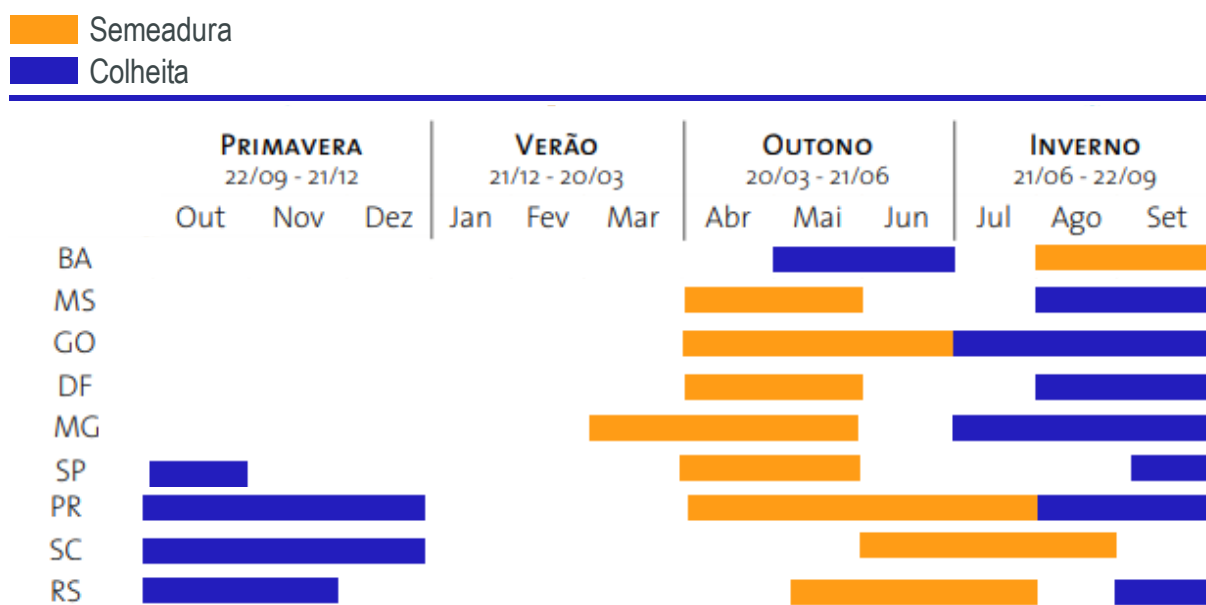 Semeadura
Colheita
PRIMAVERA VERÃO OUTONO INVERNO
22/09 - 21/12 21/12 - 20/03 20/03 - 21/06 21/06 - 22/09
Out Nov Dez Jan Fev Mar Abr Mai Jun Jul Ago Set
BA
MS
GO
DF
MG
SP
PR
SC
RS